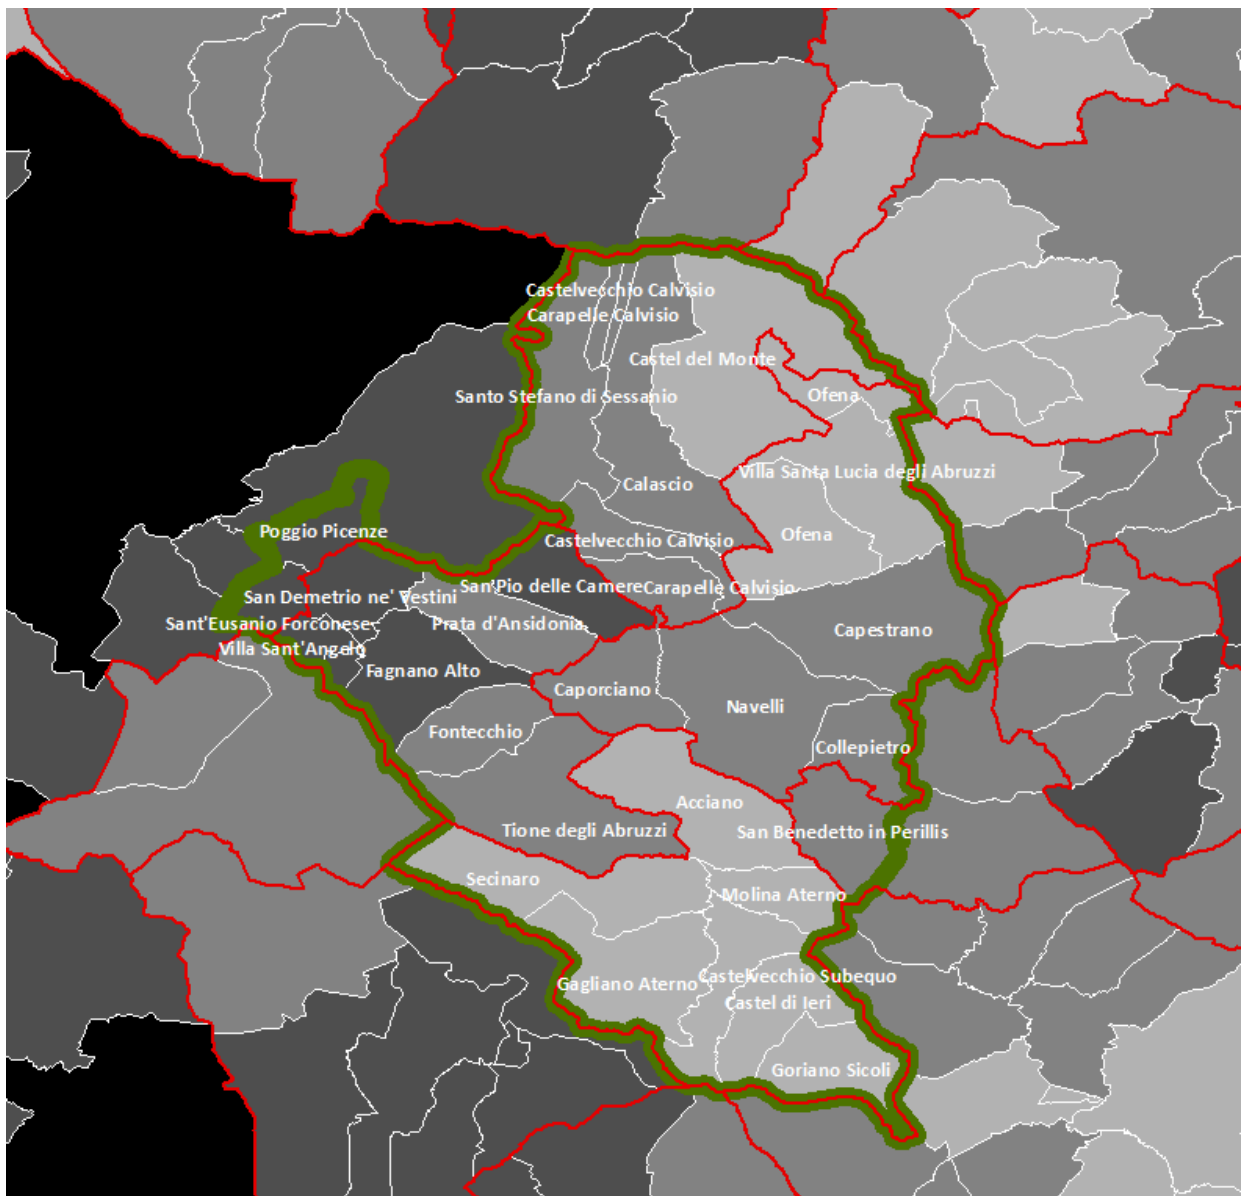 Castelvecchio Calvisio
Carapelle Calvisio
Castel del Monte
Santo Stefano di Sessanio
Ofena
Villa Santa Lucia degli Abruzzi
Calascio
Poggio Picenze
Castelvecchio Calvisio
Ofena
San Pio delle Camere
Carapelle Calvisio
San Demetrio ne' Vestini
Sant'Eusanio Forconese
Prata d'Ansidonia
Capestrano
Villa Sant'Angelo
Fagnano Alto
Caporciano
Navelli
Fontecchio
Collepietro
Acciano
Tione degli Abruzzi
San Benedetto in Perillis
Secinaro
Molina Aterno
Gagliano Aterno
Castelvecchio Subequo
Castel di Ieri
Goriano Sicoli